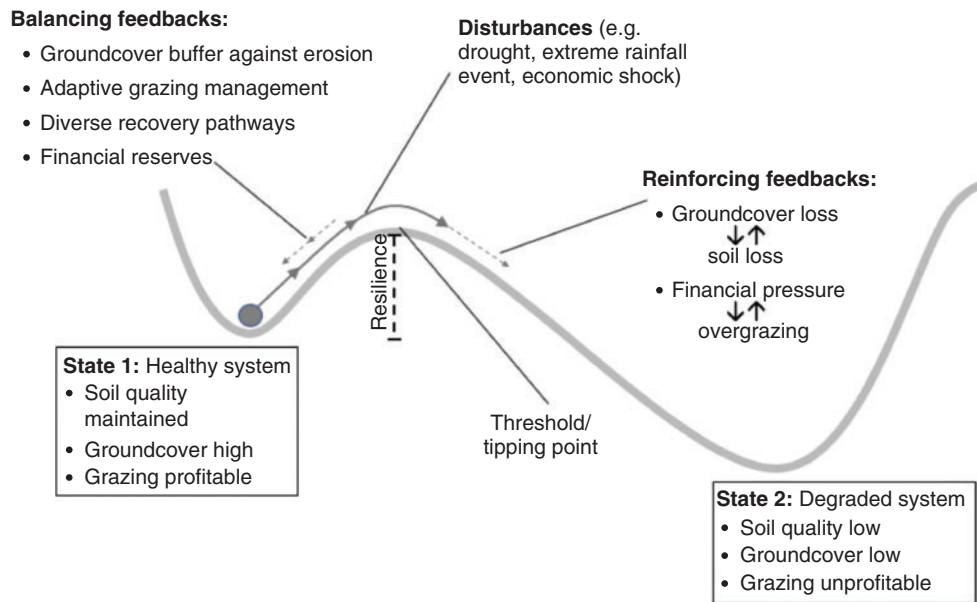 Balancing feedbacks:
• Groundcover buffer against erosion
• Adaptive grazing management
• Diverse recovery pathways
• Financial reserves
Disturbances (e.g.
drought, extreme rainfall
event, economic shock)
Reinforcing feedbacks:
• Groundcover loss
soil loss
• Financial pressure
overgrazing
Resilience
Threshold/
tipping point
State 1: Healthy system
• Soil quality
maintained
• Groundcover high
• Grazing profitable
State 2: Degraded system
• Soil quality low
• Groundcover low
• Grazing unprofitable